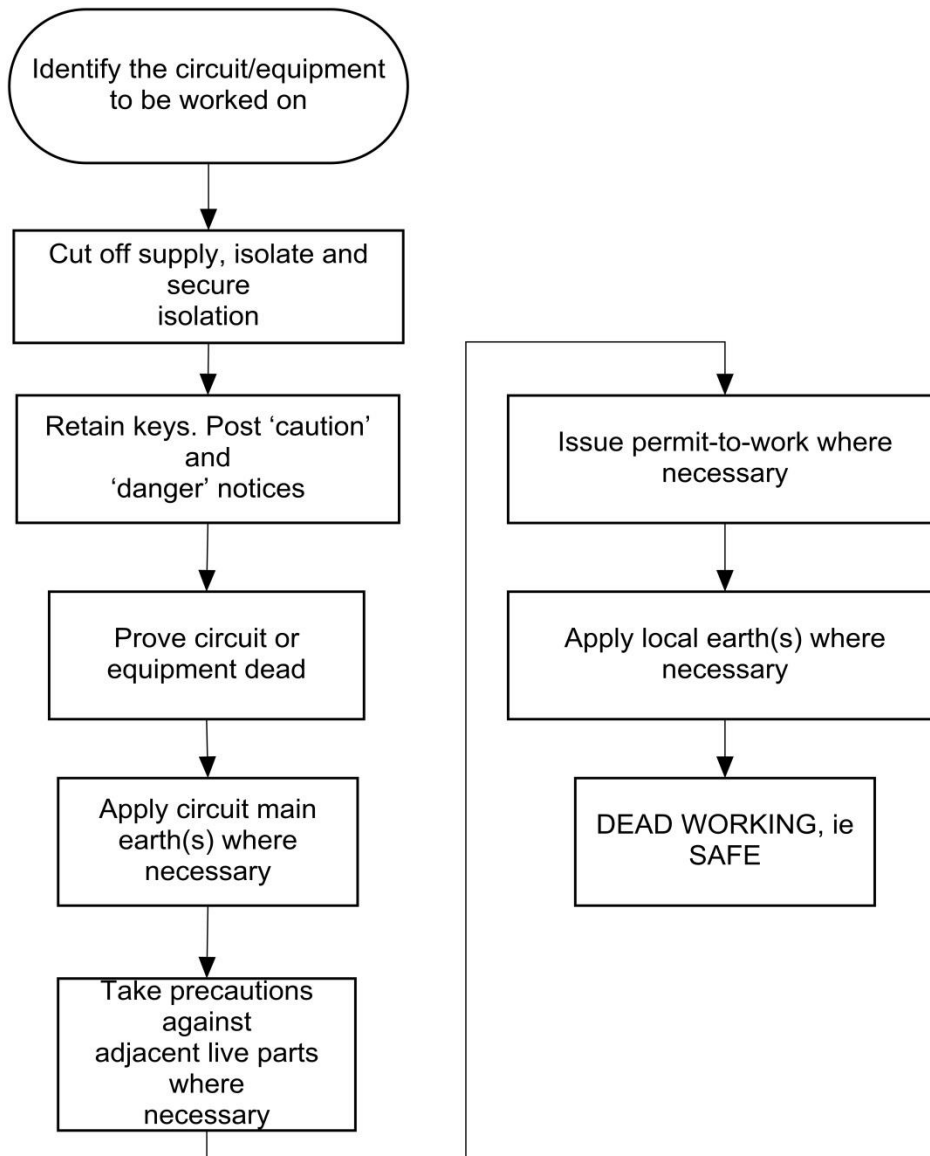 Identify the circuit/equipment
to be worked on
Cut off supply, isolate and
secure
isolation
Retain keys. Post ‘caution’
and
‘danger’ notices
Prove circuit or
equipment dead
Apply circuit main
earth(s) where
necessary
Take precautions
against
adjacent live parts
where
necessary
Issue permit-to-work where
necessary
Apply local earth(s) where
necessary
DEAD WORKING, ie
SAFE